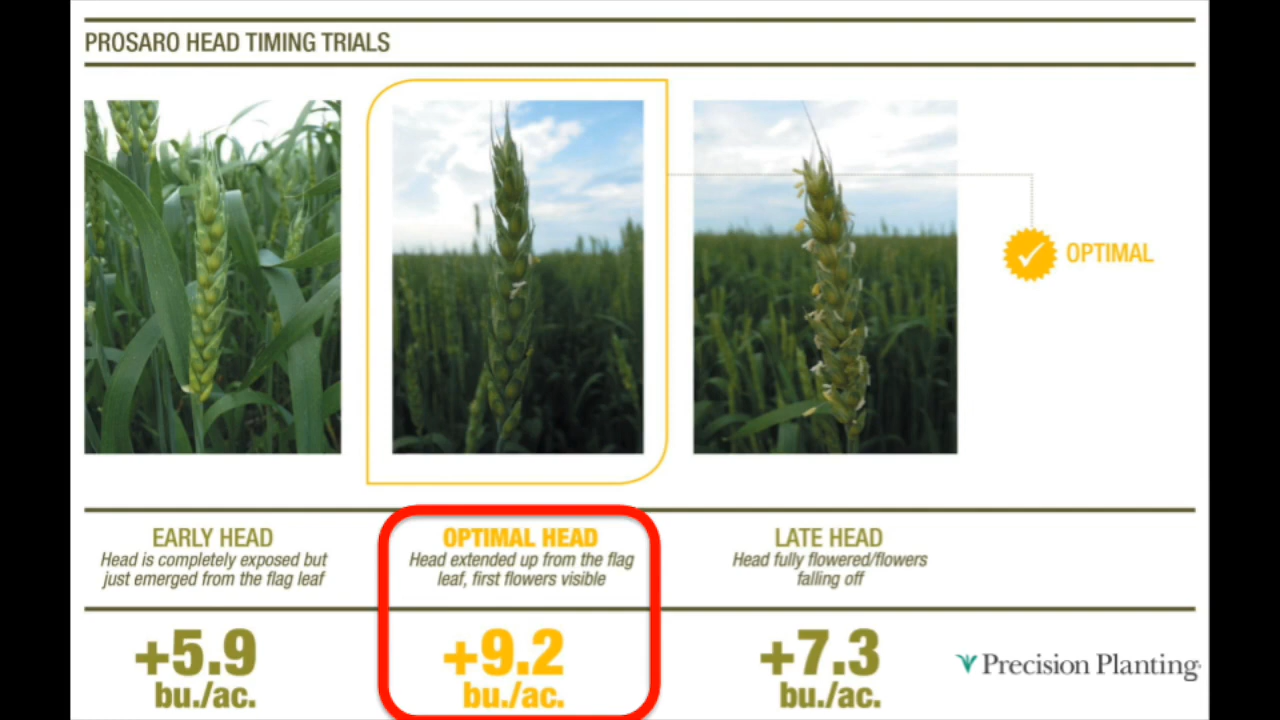 PROSARO HEAD TIMING TRIALS
OPTIMAL
EARLY HEAD
Head is completely exposed but
just emerged from the flag leaf
OPTIMAL HEAD
Head extended up from the flag
leaf, first flowers visible
LATE HEAD
Head fully flowered/flowers
falling off
+5.9
bu./ac.
+9.2
bu./ac.
+7.3
bu./ac.
Precision Planting